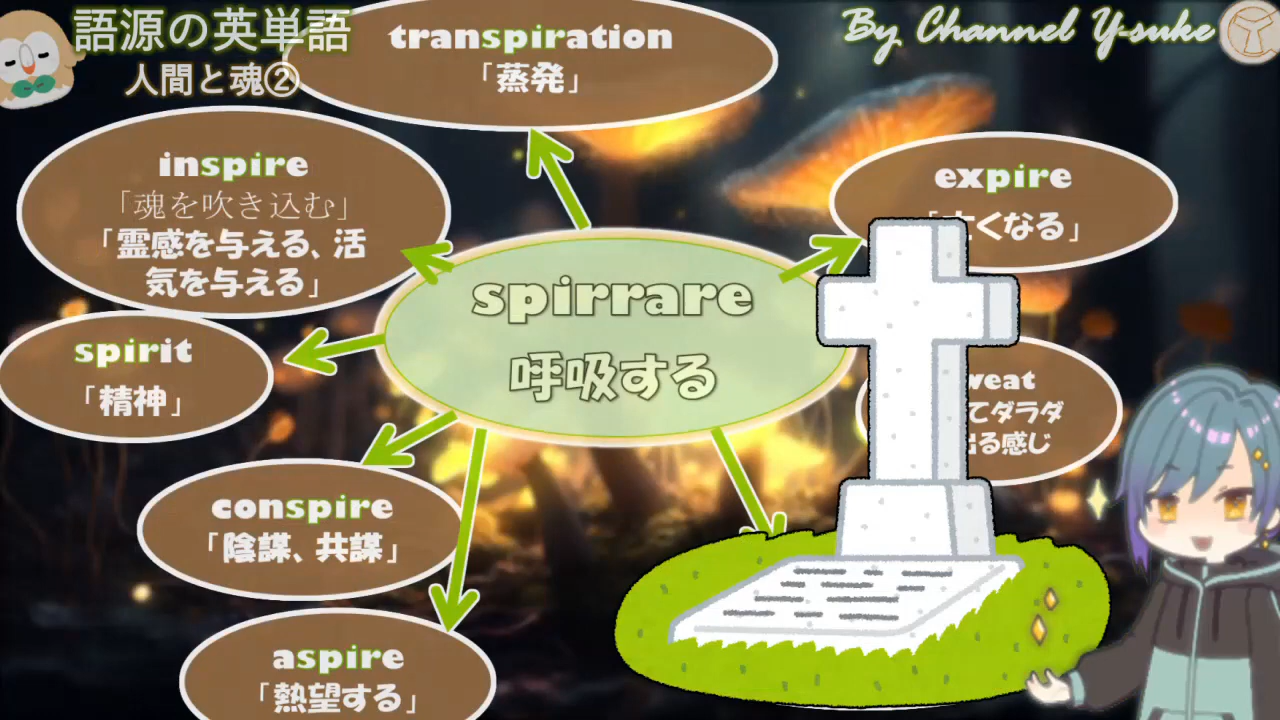 語源の英単語
人間と魂②
By Channel Y-suke
transpiration
「蒸発」
inspire
「魂を吹き込む」
「霊感を与える、活
気を与える」
expire
くなる」
spirrare
呼吸する
spirit
「精神」
weat
てダラダ
出る感じ
conspire
「陰謀、共謀」
aspire
「熱望する」